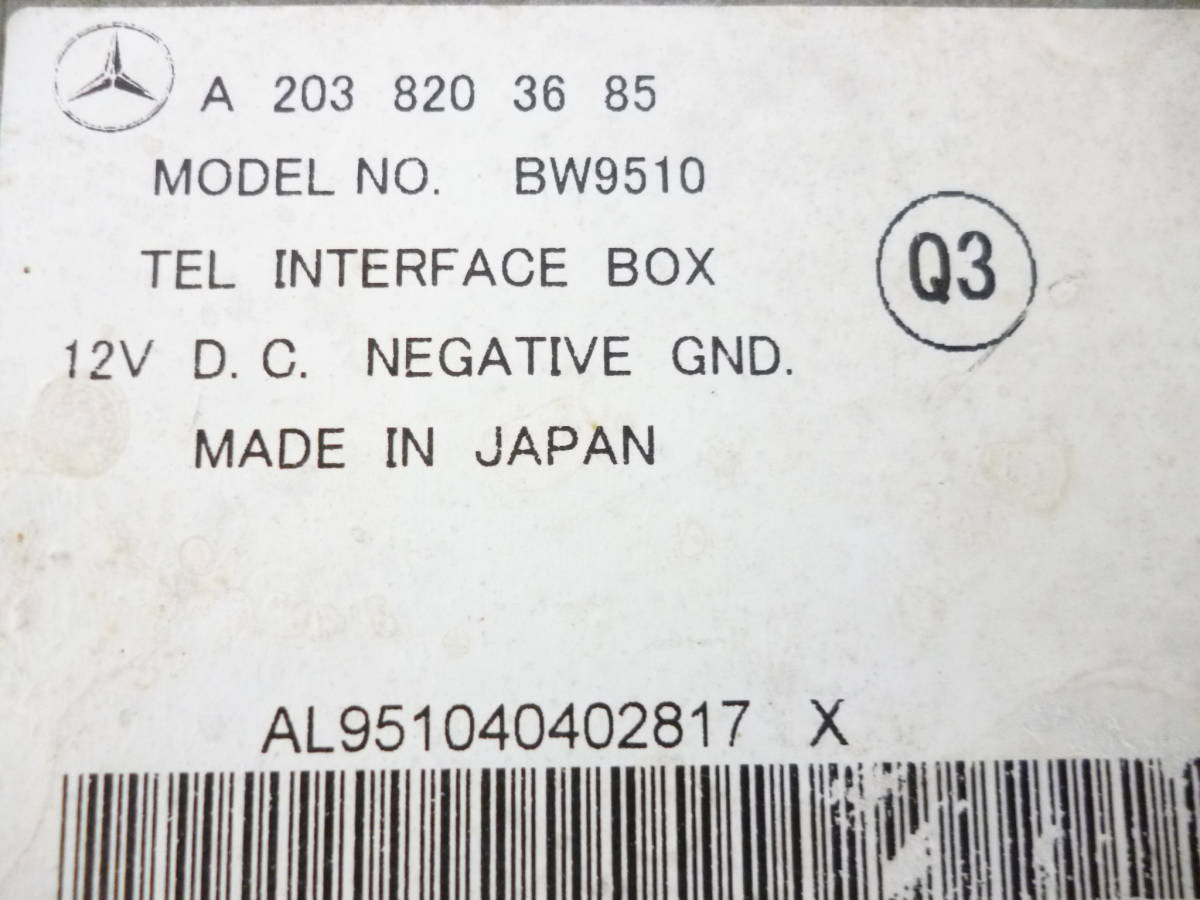 A 203 820 36 85
MODEL NO. BW9510
TEL INTERFACE BOX
Q3
12V D.C. NEGATIVE GND.
MADE IN JAPAN
AL951040402817 X